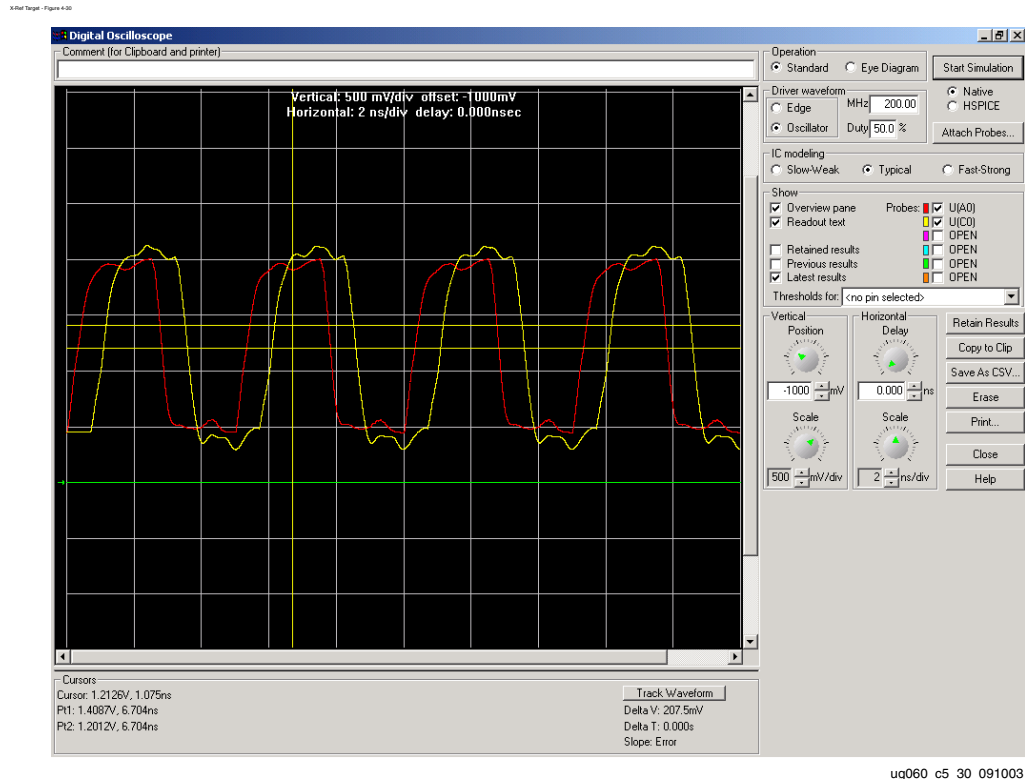 X-Ref Target - Figure 4-30
Digital Oscilloscope
Comment (for Clipboard and printer)
Vertical: 500 mV/div offset: -1000mV
Horizontal: 2 ns/div delay: 0.000nsec
Operation
Standard
Eye Diagram
Start Simulation
Driver waveform
Edge
MHz 200.00
Oscillator
Duty 50.0 %
Native
HSPICE
Attach Probes...
IC modeling
Slow-Weak
Typical
Fast-Strong
Show
Overview pane
Probes:
U(A0)
Readout text
U(C0)
OPEN
Retained results
OPEN
Previous results
OPEN
Latest results
OPEN
Thresholds for: <no pin selected>
Vertical
Position
-1000 mV
Scale
500 mV/div
Horizontal
Delay
0.000 ns
Scale
2 ns/div
Retain Results
Copy to Clip
Save As CSV...
Erase
Print...
Close
Help
Cursors
Cursor: 1.2126V, 1.075ns
Pt1: 1.4087V, 6.704ns
Pt2: 1.2012V, 6.704ns
Track Waveform
Delta V: 207.5mV
Delta T: 0.000s
Slope: Error
ug060_c5_30_091003